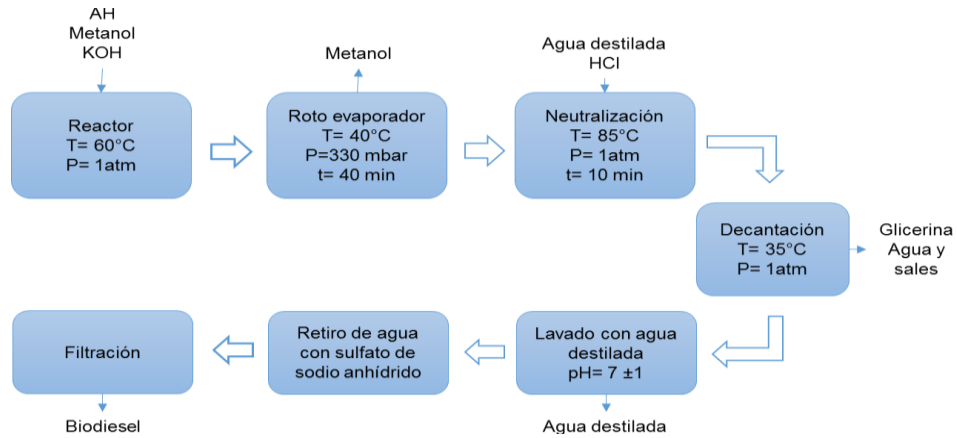 AH
Metanol
KOH
Reactor
T= 60°C
P= 1atm
Metanol
Roto evaporador
T= 40°C
P=330 mbar
t= 40 min
Agua destilada
HCl
Neutralización
T= 85°C
P= 1atm
t= 10 min
Decantación
T= 35°C
P= 1atm
Glicerina
Agua y
sales
Lavado con agua
destilada
pH= 7 ±1
Agua destilada
Retiro de agua
con sulfato de
sodio anhídrido
Filtración
Biodiesel